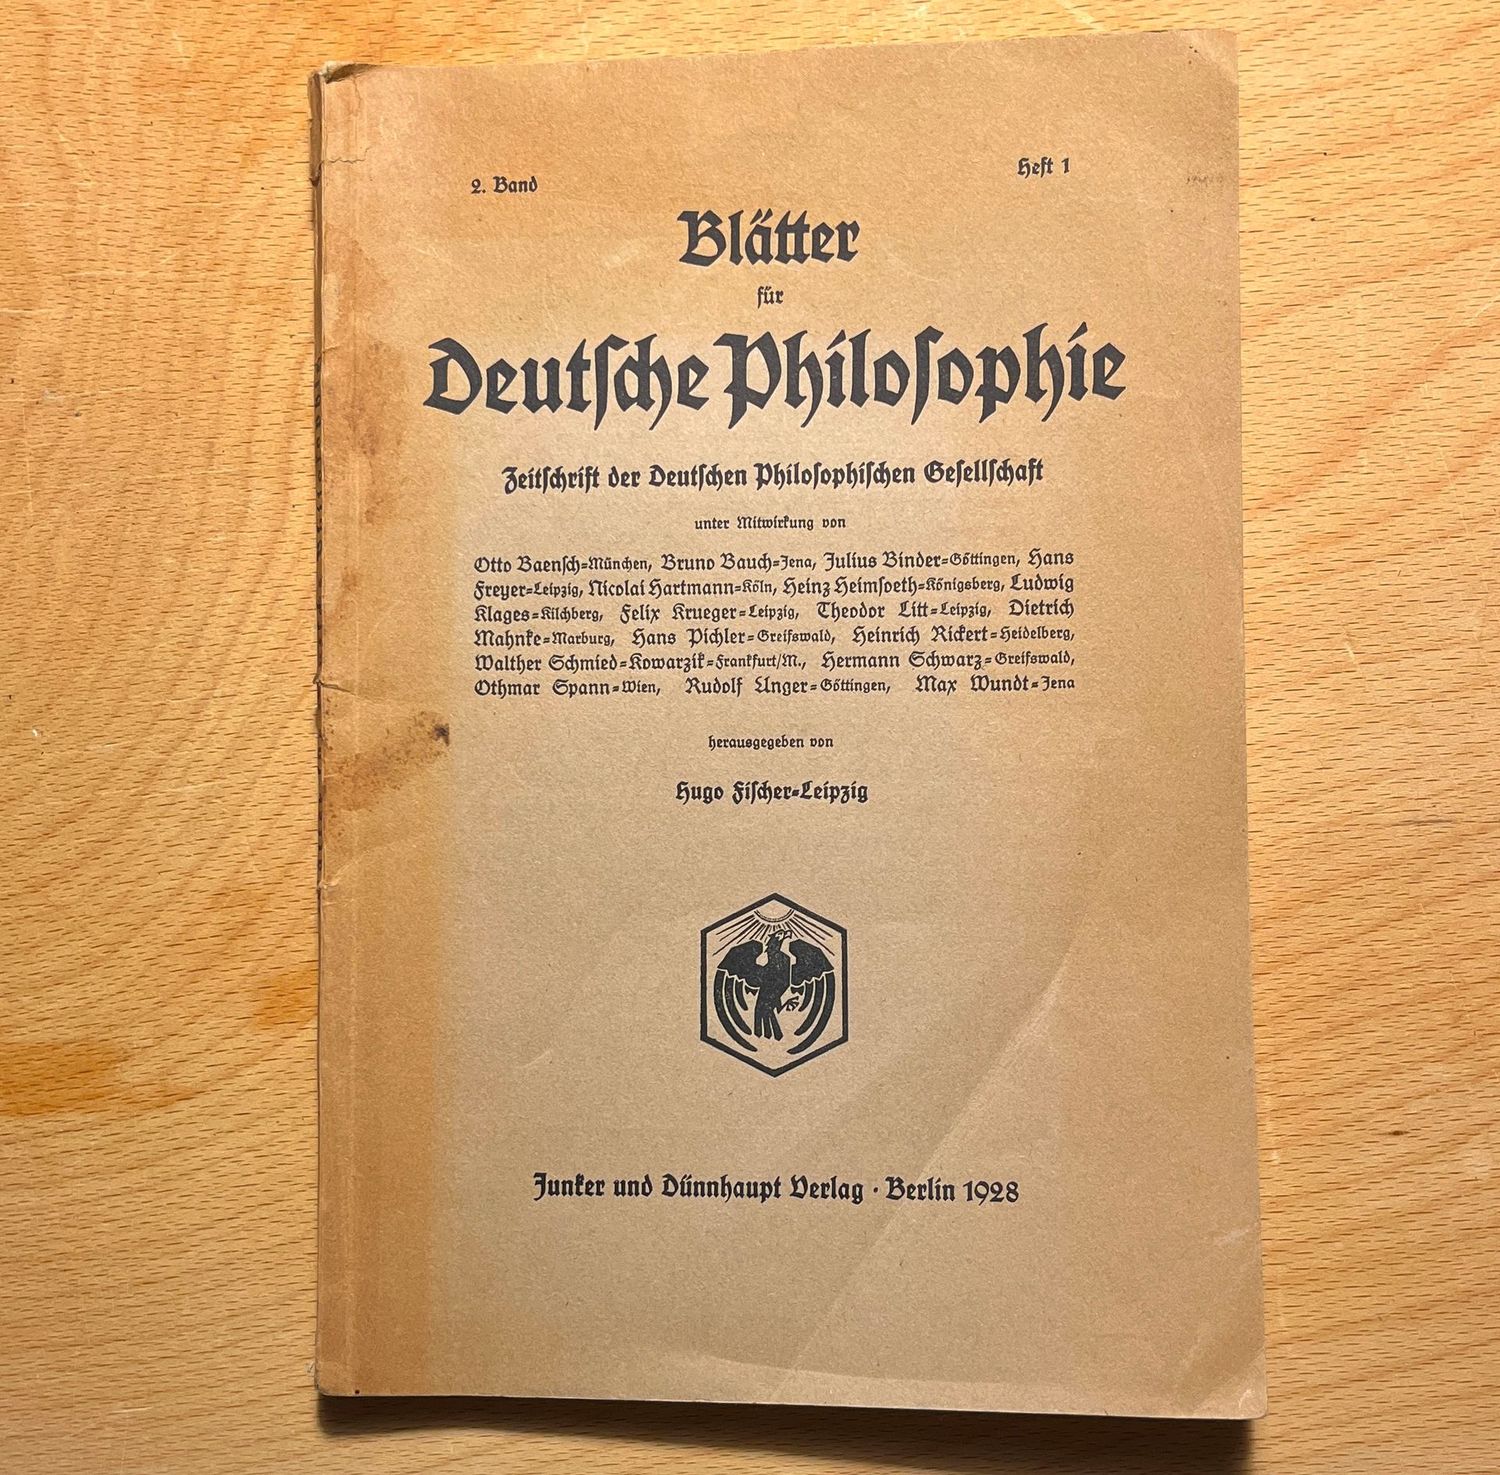 2. Band
Heft 1
Blätter
für
Deutſche Philoſophie
Zeitſchrift der Deutſchen Philoſophiſchen Geſellſchaft
unter Mitwirkung von
Otto Baenſch=München, Bruno Bauch=Jena, Julius Binder=Göttingen, Hans
Freyer=Leipzig, Nicolai Hartmann=Köln, Heinz Heimſoeth=Königsberg, Ludwig
Klages=Kilchberg, Felix Krueger=Leipzig, Theodor Litt=Leipzig, Dietrich
Mahnke=Marburg, Hans Pichler=Greifswald, Heinrich Rickert=Heidelberg,
Walther Schmied=Kowarzik=Frankfurt/M., Hermann Schwarz=Greifswald,
Othmar Spann=Wien, Rudolf Unger=Göttingen, Max Wundt=Jena
herausgegeben von
Hugo Fiſcher=Leipzig
Junker und Dünnhaupt Verlag · Berlin 1928